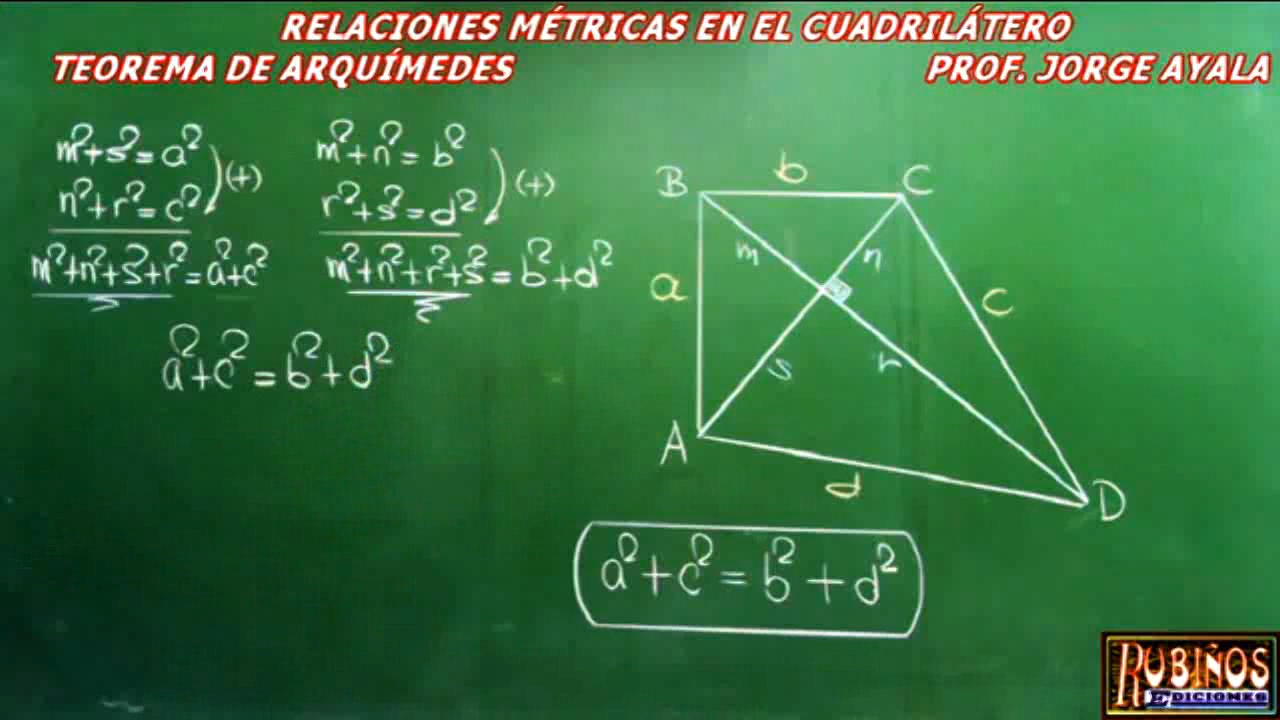 RELACIONES MÉTRICAS EN EL CUADRILÁTERO
TEOREMA DE ARQUÍMEDES
PROF. JORGE AYALA
m²+s²=a²
n²+r²=c²
(+)
m²+n²+s²+r²=a²+c²
m²+n²=b²
r²+s²=d²
(+)
m²+n²+r²+s²=b²+d²
a²+c²=b²+d²
B
b
C
m
n
a
c
s
r
A
d
D
a²+c²=b²+d²
RUBIÑOS
EDICIONES